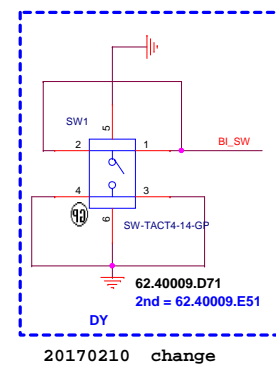 5
SW1
2 1
BI_SW
4 3
6
SW-TACT4-14-GP
62.40009.D71
2nd = 62.40009.E51
DY
20170210 change